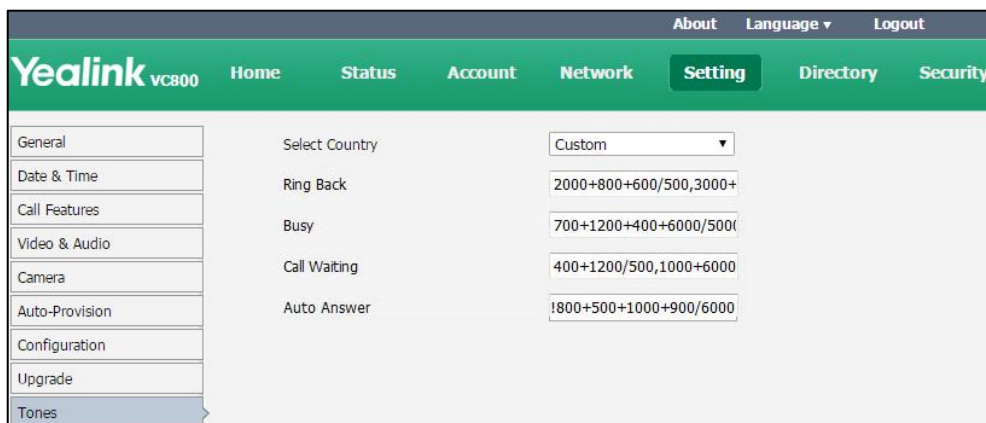 About Language ▾ Logout
Yealink VC800 Home Status Account Network Setting Directory Security
General
Date & Time
Call Features
Video & Audio
Camera
Auto-Provision
Configuration
Upgrade
Tones
Select Country Custom ▼
Ring Back 2000+800+600/500,3000+
Busy 700+1200+400+6000/5000
Call Waiting 400+1200/500,1000+6000
Auto Answer !800+500+1000+900/6000